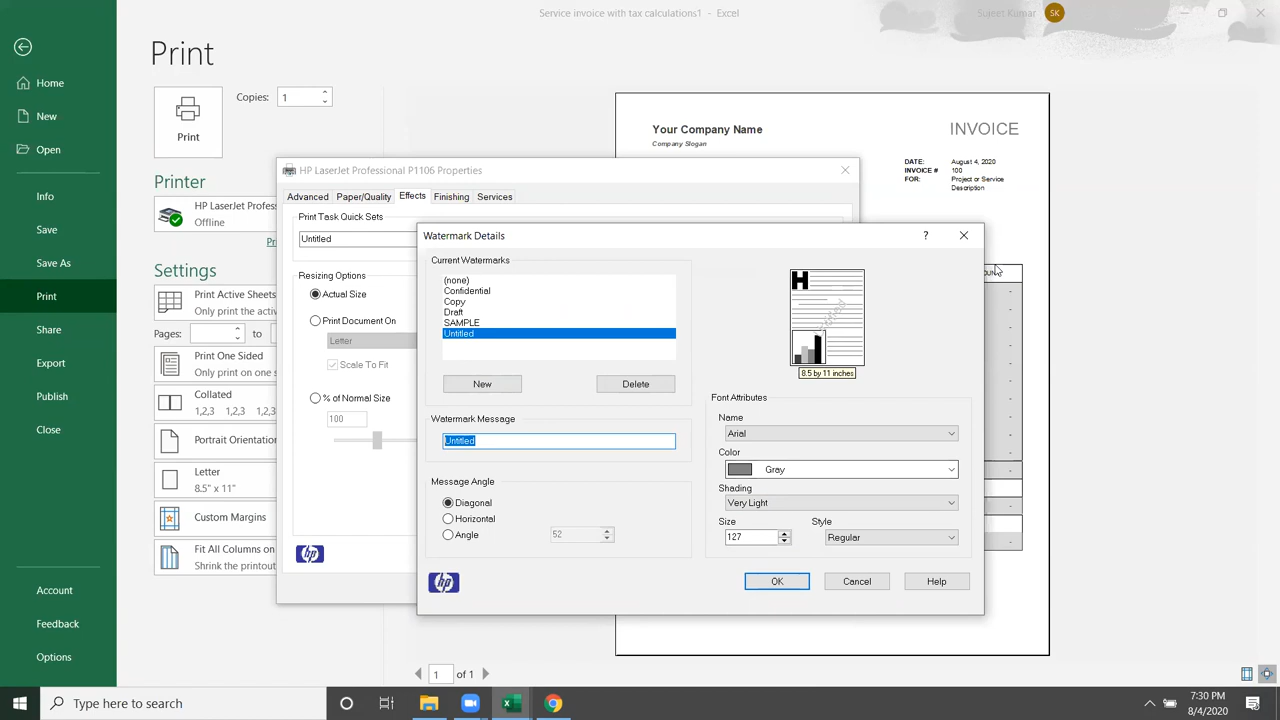 Service invoice with tax calculations1 - Excel
Sujeet Kumar SK
Home
New
Open
Info
Save
Save As
Print
Share
Export
Publish
Close
Account
Feedback
Options
Print
Copies: 1
Print
Printer
HP LaserJet Profes
Offline
Settings
Print Active Sheets
Only print the activ
Pages: to
Print One Sided
Only print on one s
Collated
1,2,3 1,2,3 1,2,3
Portrait Orientatio
Letter
8.5" x 11"
Custom Margins
Fit All Columns on
Shrink the printout
HP LaserJet Professional P1106 Properties
Advanced Paper/Quality Effects Finishing Services
Print Task Quick Sets
Untitled
Resizing Options
Actual Size
Print Document On
Letter
Scale To Fit
% of Normal Size
100
hp
Watermark Details
?
Current Watermarks
(none)
Confidential
Copy
Draft
SAMPLE
Untitled
New Delete
Watermark Message
Untitled
Message Angle
Diagonal
Horizontal
Angle 52
hp
H
Untitled
8.5 by 11 inches
Font Attributes
Name
Arial
Color
Gray
Shading
Very Light
Size Style
127 Regular
OK Cancel Help
Your Company Name
Company Slogan
INVOICE
DATE: August 4, 2020
INVOICE # 100
FOR: Project or Service
Description
1 of 1
Type here to search
7:30 PM
8/4/2020